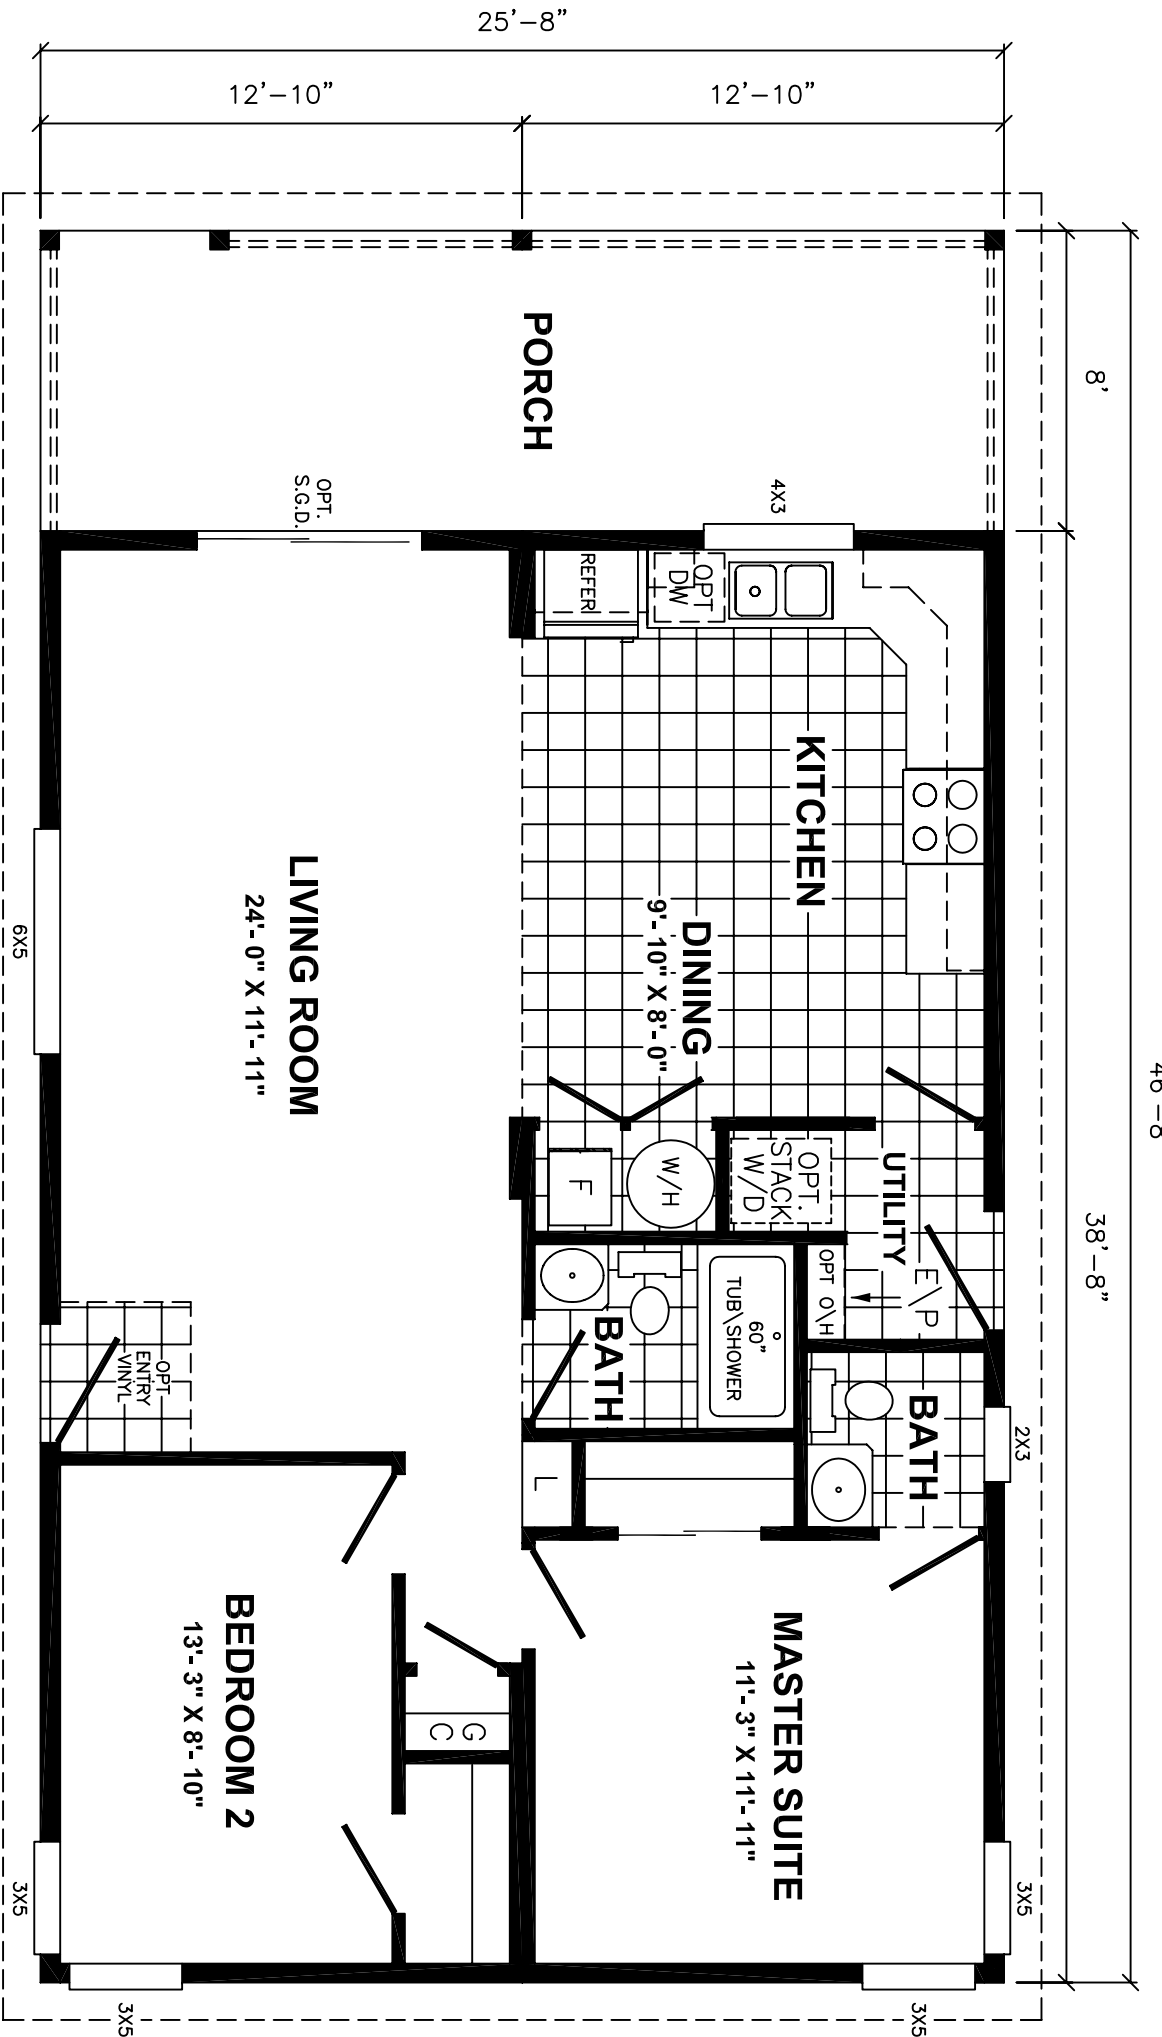 25'-8"
12'-10"
12'-10"
8'
38'-8"
PORCH
OPT.
S.G.D.
4X3
REFER
OPT
DW
KITCHEN
DINING
9'- 10" X 8'- 0"
LIVING ROOM
24'- 0" X 11'- 11"
6X5
F
W/H
OPT.
STACK
W/D
UTILITY
E\P
OPT O\H
BATH
60"
TUB\SHOWER
BATH
2X3
OPT
ENTRY
VINYL
L
MASTER SUITE
11'- 3" X 11'- 11"
BEDROOM 2
13'- 3" X 8'- 10"
G
C
3X5
3X5
3X5
3X5